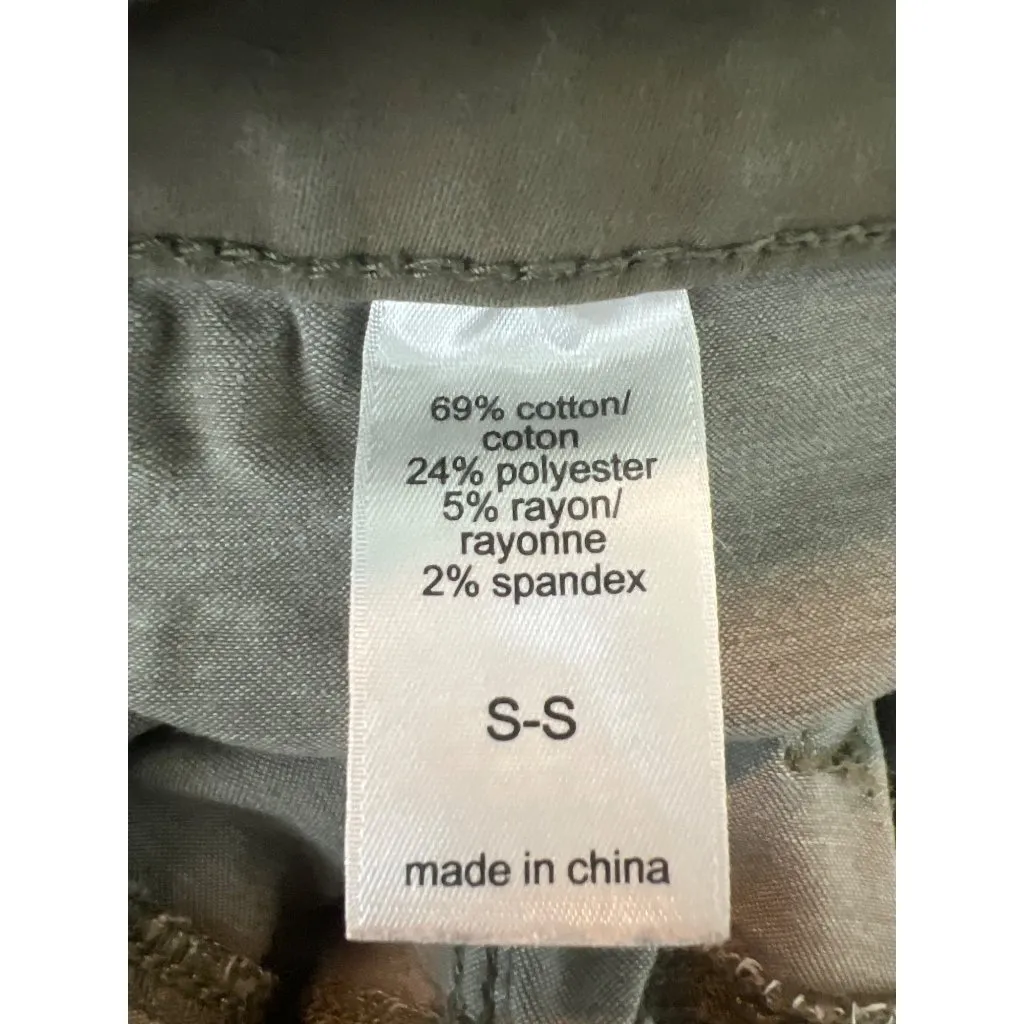 69% cotton/
coton
24% polyester
5% rayon/
rayonne
2% spandex
S-S
made in china